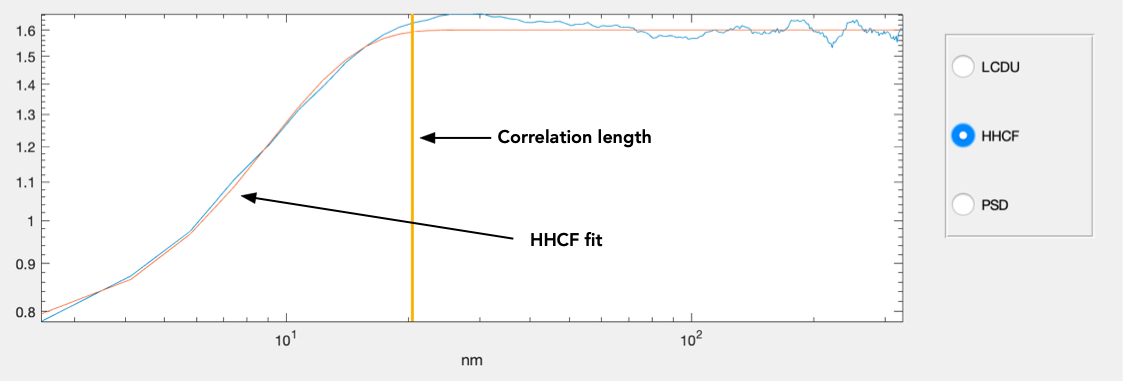 1.6
1.5
1.4
1.3
1.2
1.1
1
0.9
0.8
10¹
10²
nm
Correlation length
HHCF fit
LCDU
HHCF
PSD